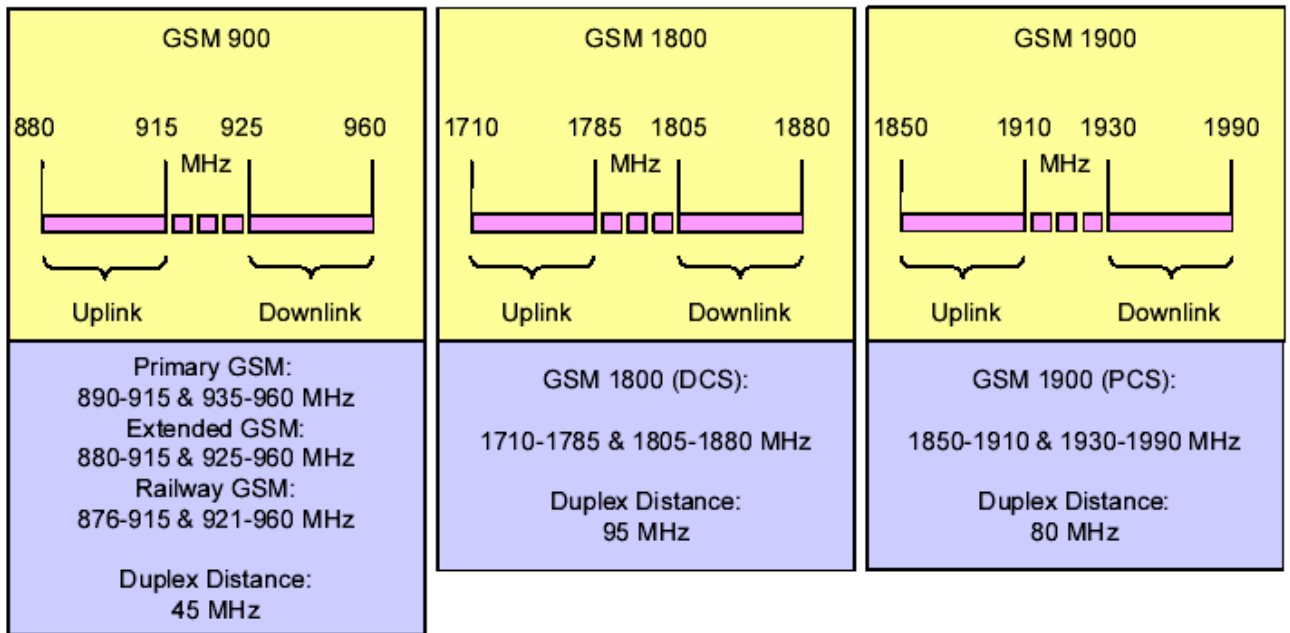 GSM 900
880 915 925 960
MHz
Uplink Downlink
Primary GSM:
890-915 & 935-960 MHz
Extended GSM:
880-915 & 925-960 MHz
Railway GSM:
876-915 & 921-960 MHz
Duplex Distance:
45 MHz
GSM 1800
1710 1785 1805 1880
MHz
Uplink Downlink
GSM 1800 (DCS):
1710-1785 & 1805-1880 MHz
Duplex Distance:
95 MHz
GSM 1900
1850 1910 1930 1990
MHz
Uplink Downlink
GSM 1900 (PCS):
1850-1910 & 1930-1990 MHz
Duplex Distance:
80 MHz